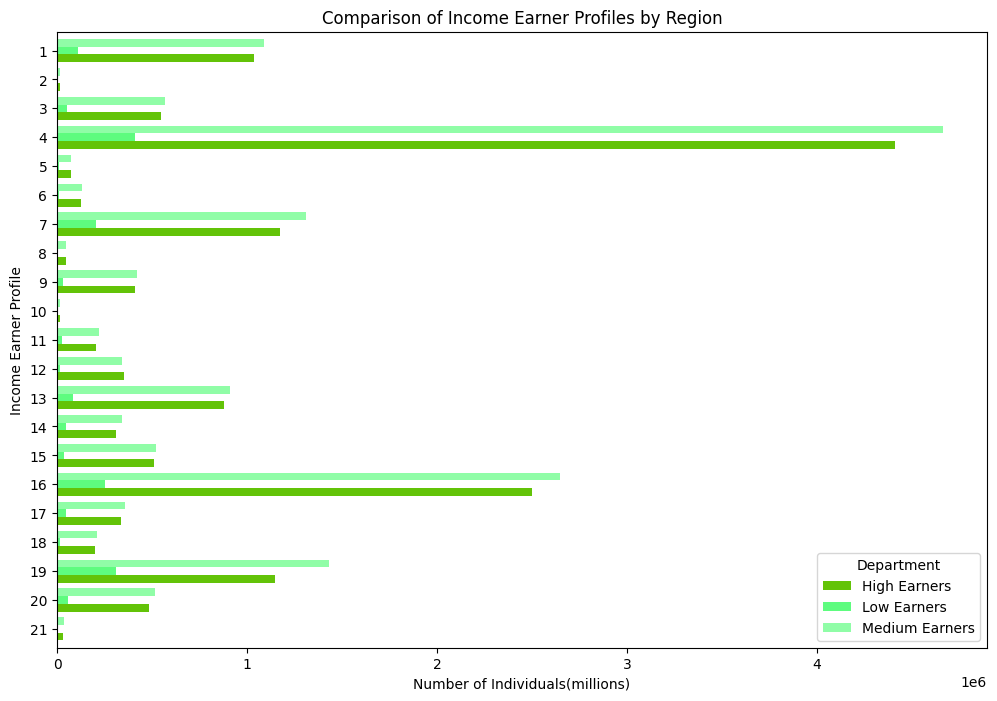 Comparison of Income Earner Profiles by Region
Income Earner Profile
1
2
3
4
5
6
7
8
9
10
11
12
13
14
15
16
17
18
19
20
21
Department
High Earners
Low Earners
Medium Earners
0 1 2 3 4
1e6
Number of Individuals(millions)